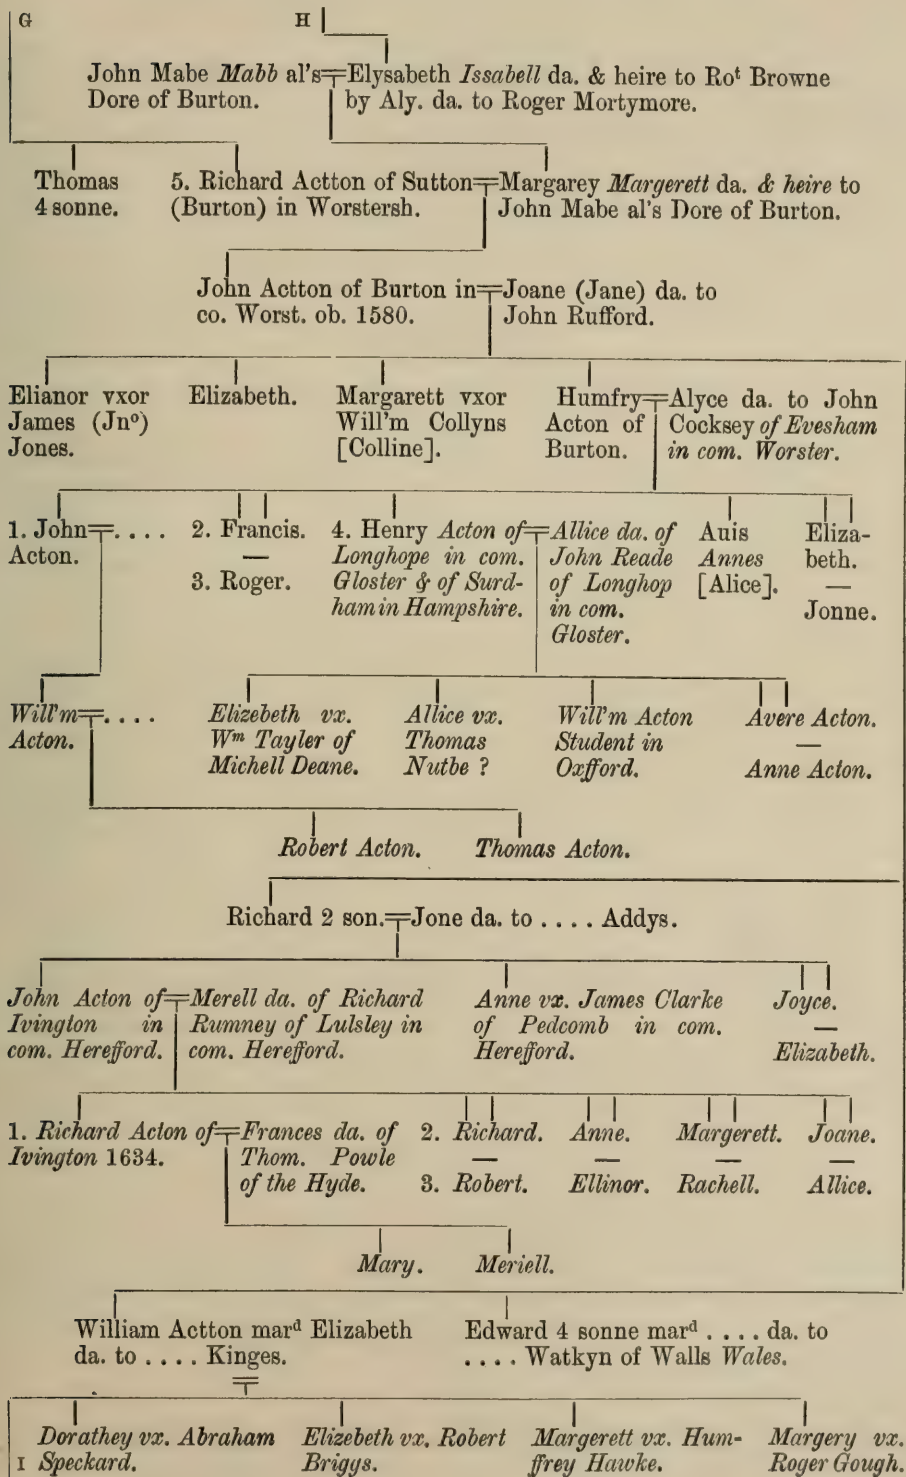 G H
John Mabe Mabb al's Elysabeth Issabell da. & heire to Roᵗ Browne
Dore of Burton. by Aly. da. to Roger Mortymore.
Thomas 5. Richard Actton of Sutton Margarey Margerett da. & heire to
4 sonne. (Burton) in Worstersh. John Mabe al's Dore of Burton.
John Actton of Burton in Joane (Jane) da. to
co. Worst. ob. 1580. John Rufford.
Elianor vxor Elizabeth. Margarett vxor Humfry Alyce da. to John
James (Jnᵒ) Will'm Collyns Acton of Cocksey of Evesham
Jones. [Colline]. Burton. in com. Worster.
1. John . . . . 2. Francis. 4. Henry Acton of Allice da. of Auis Eliza-
Acton. — Longhope in com. John Reade Annes beth.
3. Roger. Gloster & of Surd- of Longhop [Alice]. —
ham in Hampshire. in com. Jonne.
Gloster.
Will'm . . . . Elizebeth vx. Allice vx. Will'm Acton Avere Acton.
Acton. Wᵐ Tayler of Thomas Student in —
Michell Deane. Nutbe ? Oxfford. Anne Acton.
Robert Acton. Thomas Acton.
Richard 2 son. Jone da. to . . . . Addys.
John Acton of Merell da. of Richard Anne vx. James Clarke Joyce.
Ivington in Rumney of Lulsley in of Pedcomb in com. —
com. Herefford. com. Herefford. Herefford. Elizabeth.
1. Richard Acton of Frances da. of 2. Richard. Anne. Margerett. Joane.
Ivington 1634. Thom. Powle — — — —
of the Hyde. 3. Robert. Ellinor. Rachell. Allice.
Mary. Meriell.
William Actton marᵈ Elizabeth Edward 4 sonne marᵈ . . . . da. to
da. to . . . . Kinges. . . . . Watkyn of Walls Wales.
Dorathey vx. Abraham Elizebeth vx. Robert Margerett vx. Hum- Margery vx.
I Speckard. Briggs. ffrey Hawke. Roger Gough.